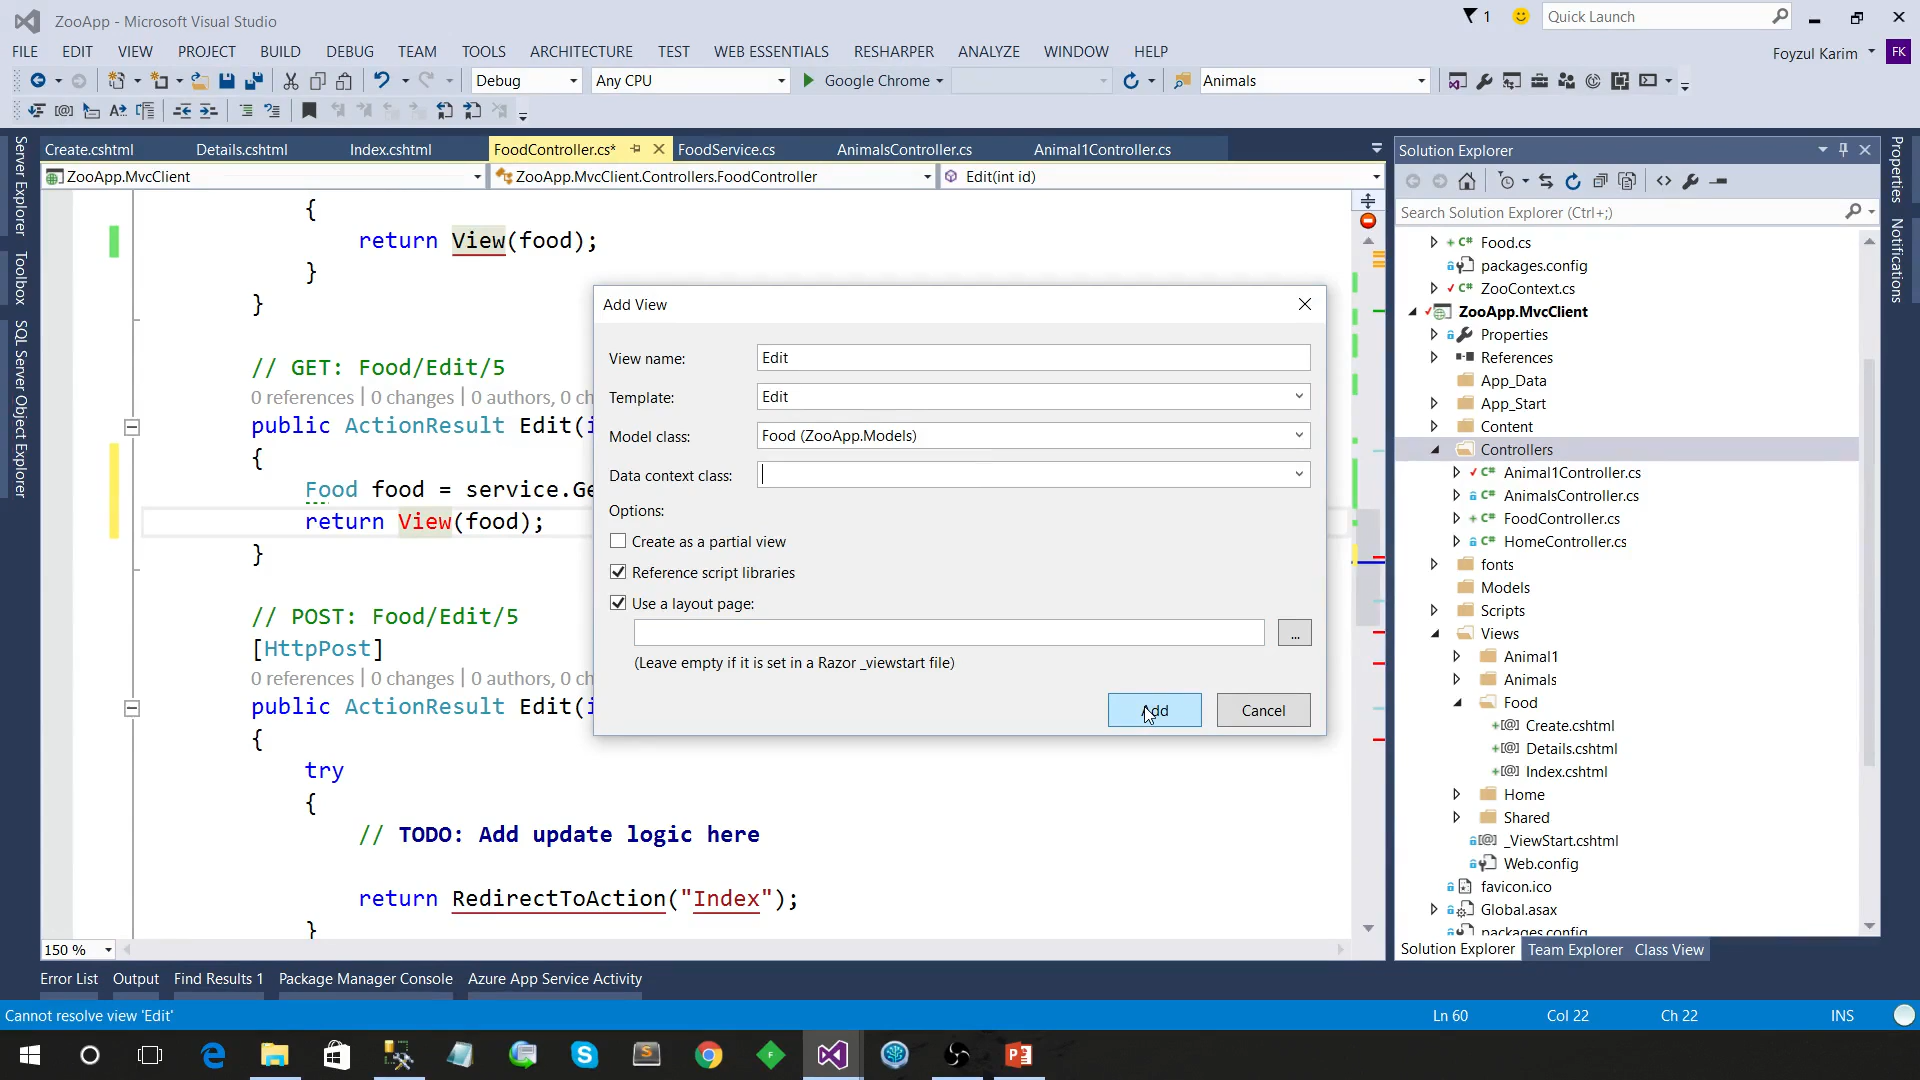 ZooApp - Microsoft Visual Studio
1
Quick Launch
FILE EDIT VIEW PROJECT BUILD DEBUG TEAM TOOLS ARCHITECTURE TEST WEB ESSENTIALS RESHARPER ANALYZE WINDOW HELP
Foyzul Karim
FK
Debug
Any CPU
Google Chrome
Animals
Server Explorer
Toolbox
SQL Server Object Explorer
Create.cshtml
Details.cshtml
Index.cshtml
FoodController.cs*
FoodService.cs
AnimalsController.cs
Animal1Controller.cs
ZooApp.MvcClient
ZooApp.MvcClient.Controllers.FoodController
Edit(int id)
{
return View(food);
}
}
// GET: Food/Edit/5
0 references | 0 changes | 0 authors, 0 ch
public ActionResult Edit(i
{
Food food = service.Ge
return View(food);
}
// POST: Food/Edit/5
[HttpPost]
0 references | 0 changes | 0 authors, 0 ch
public ActionResult Edit(i
{
try
{
// TODO: Add update logic here
return RedirectToAction("Index");
}
150 %
Add View
View name:
Edit
Template:
Edit
Model class:
Food (ZooApp.Models)
Data context class:
Options:
Create as a partial view
Reference script libraries
Use a layout page:
...
(Leave empty if it is set in a Razor _viewstart file)
Add
Cancel
Solution Explorer
Search Solution Explorer (Ctrl+;)
Food.cs
packages.config
ZooContext.cs
ZooApp.MvcClient
Properties
References
App_Data
App_Start
Content
Controllers
Animal1Controller.cs
AnimalsController.cs
FoodController.cs
HomeController.cs
fonts
Models
Scripts
Views
Animal1
Animals
Food
Create.cshtml
Details.cshtml
Index.cshtml
Home
Shared
_ViewStart.cshtml
Web.config
favicon.ico
Global.asax
packages.config
Solution Explorer
Team Explorer
Class View
Properties
Notifications
Error List
Output
Find Results 1
Package Manager Console
Azure App Service Activity
Cannot resolve view 'Edit'
Ln 60
Col 22
Ch 22
INS